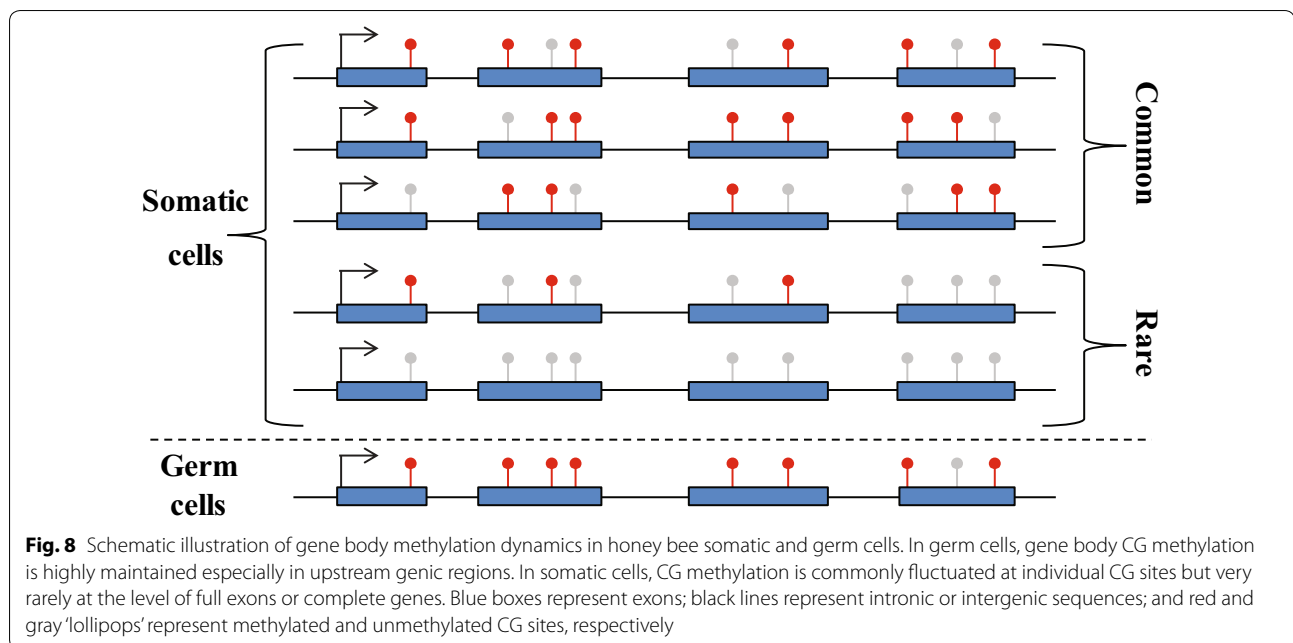 Somatic
cells
Common
Rare
Germ
cells
Fig. 8 Schematic illustration of gene body methylation dynamics in honey bee somatic and germ cells. In germ cells, gene body CG methylation
is highly maintained especially in upstream genic regions. In somatic cells, CG methylation is commonly fluctuated at individual CG sites but very
rarely at the level of full exons or complete genes. Blue boxes represent exons; black lines represent intronic or intergenic sequences; and red and
gray ‘lollipops’ represent methylated and unmethylated CG sites, respectively